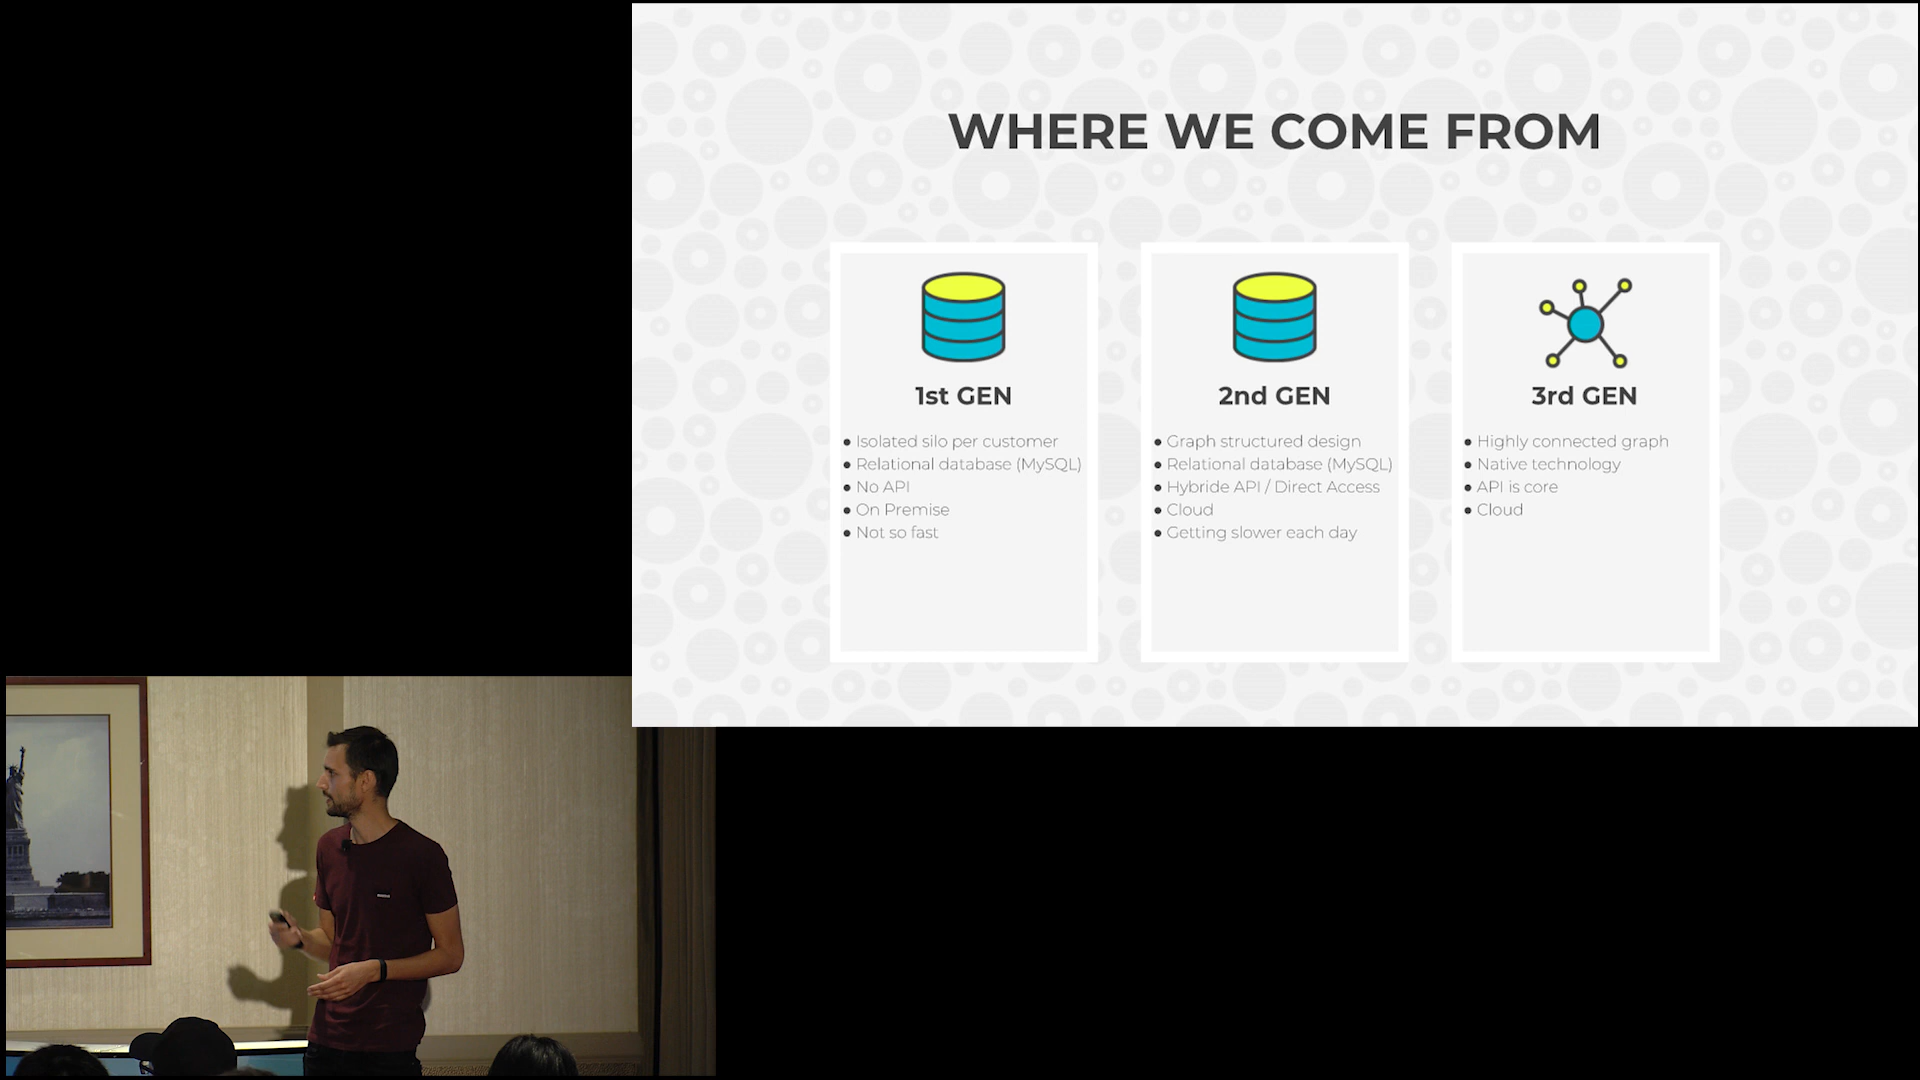 WHERE WE COME FROM
1st GEN
• Isolated silo per customer
• Relational database (MySQL)
• No API
• On Premise
• Not so fast
2nd GEN
• Graph structured design
• Relational database (MySQL)
• Hybride API / Direct Access
• Cloud
• Getting slower each day
3rd GEN
• Highly connected graph
• Native technology
• API is core
• Cloud